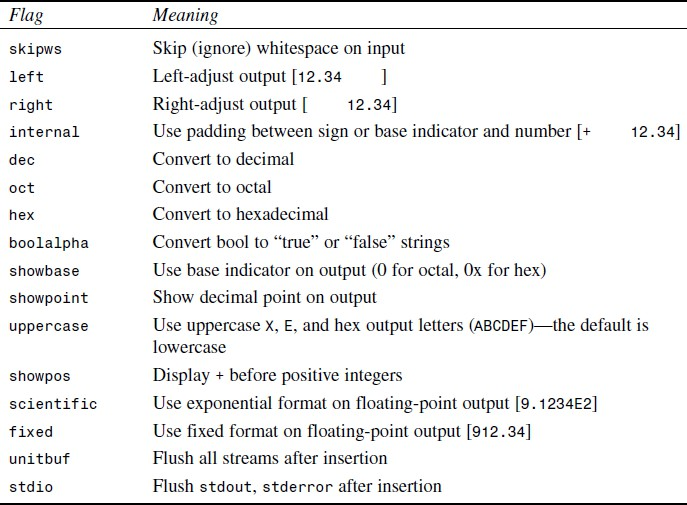 Flag Meaning
skipws Skip (ignore) whitespace on input
left Left-adjust output [12.34     ]
right Right-adjust output [     12.34]
internal Use padding between sign or base indicator and number [+     12.34]
dec Convert to decimal
oct Convert to octal
hex Convert to hexadecimal
boolalpha Convert bool to “true” or “false” strings
showbase Use base indicator on output (0 for octal, 0x for hex)
showpoint Show decimal point on output
uppercase Use uppercase X, E, and hex output letters (ABCDEF)—the default is
lowercase
showpos Display + before positive integers
scientific Use exponential format on floating-point output [9.1234E2]
fixed Use fixed format on floating-point output [912.34]
unitbuf Flush all streams after insertion
stdio Flush stdout, stderror after insertion